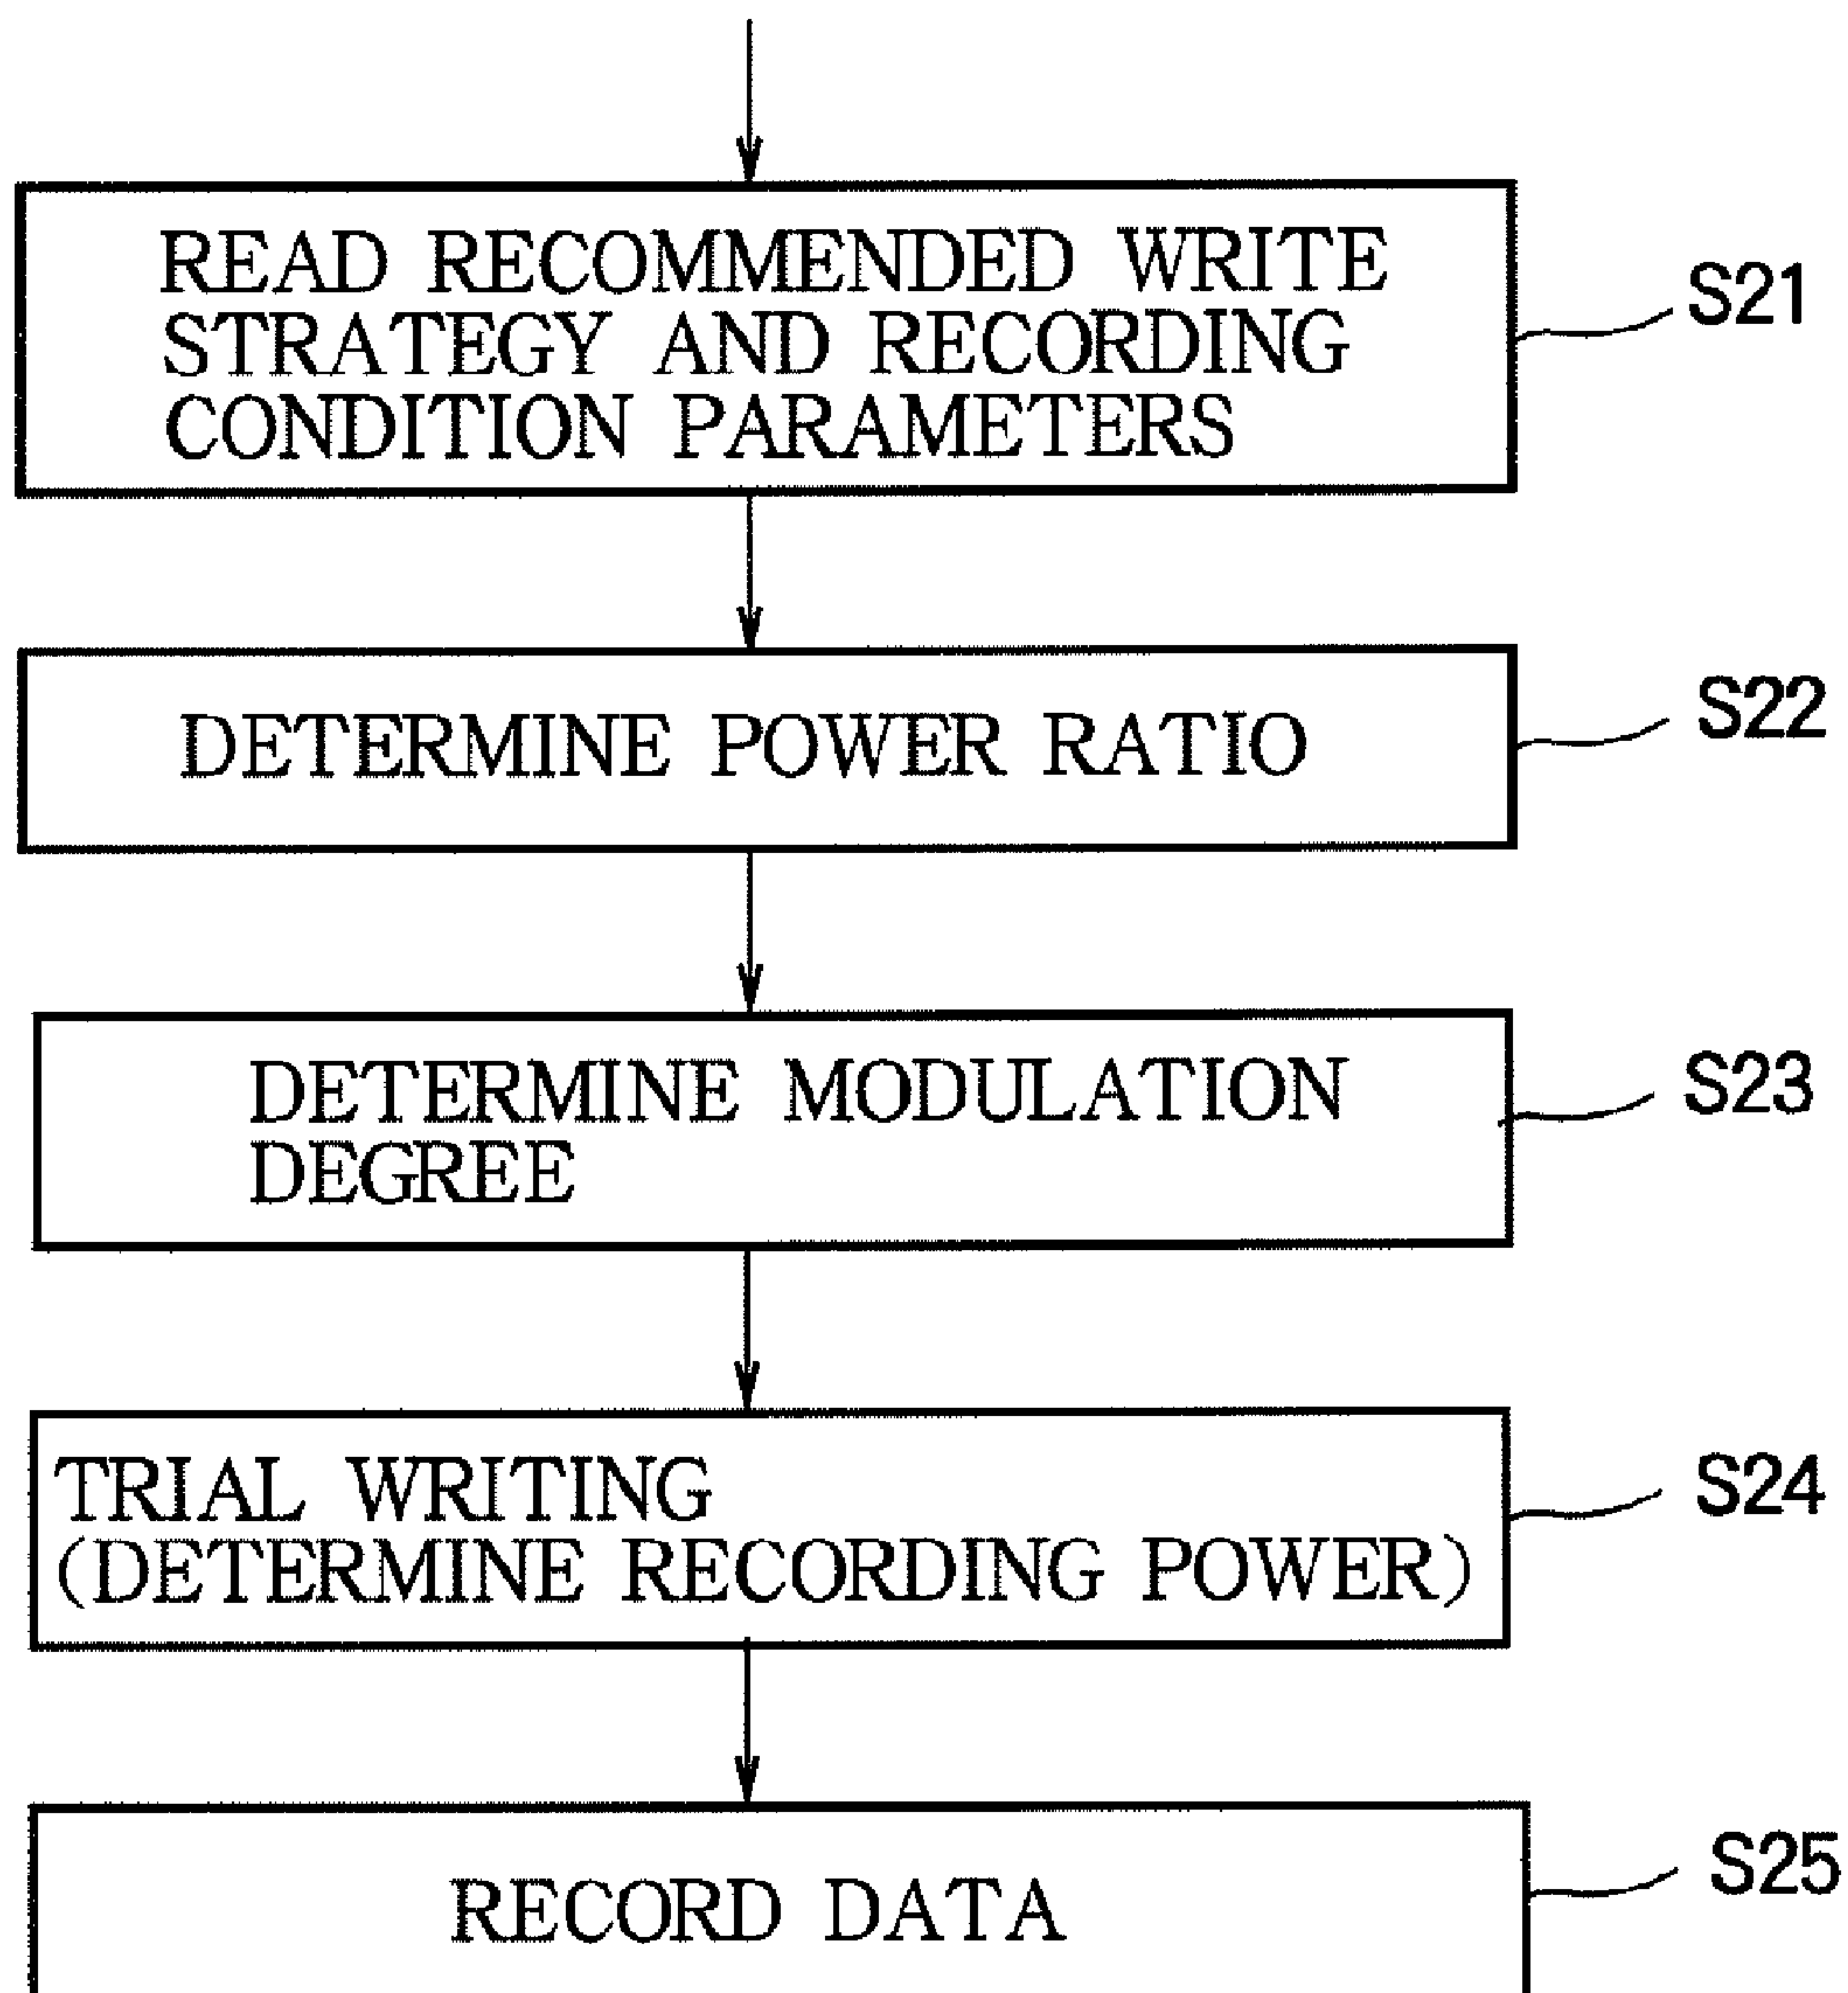 READ RECOMMENDED WRITE
STRATEGY AND RECORDING
CONDITION PARAMETERS
S21
DETERMINE POWER RATIO
S22
DETERMINE MODULATION
DEGREE
S23
TRIAL WRITING
(DETERMINE RECORDING POWER)
S24
RECORD DATA
S25